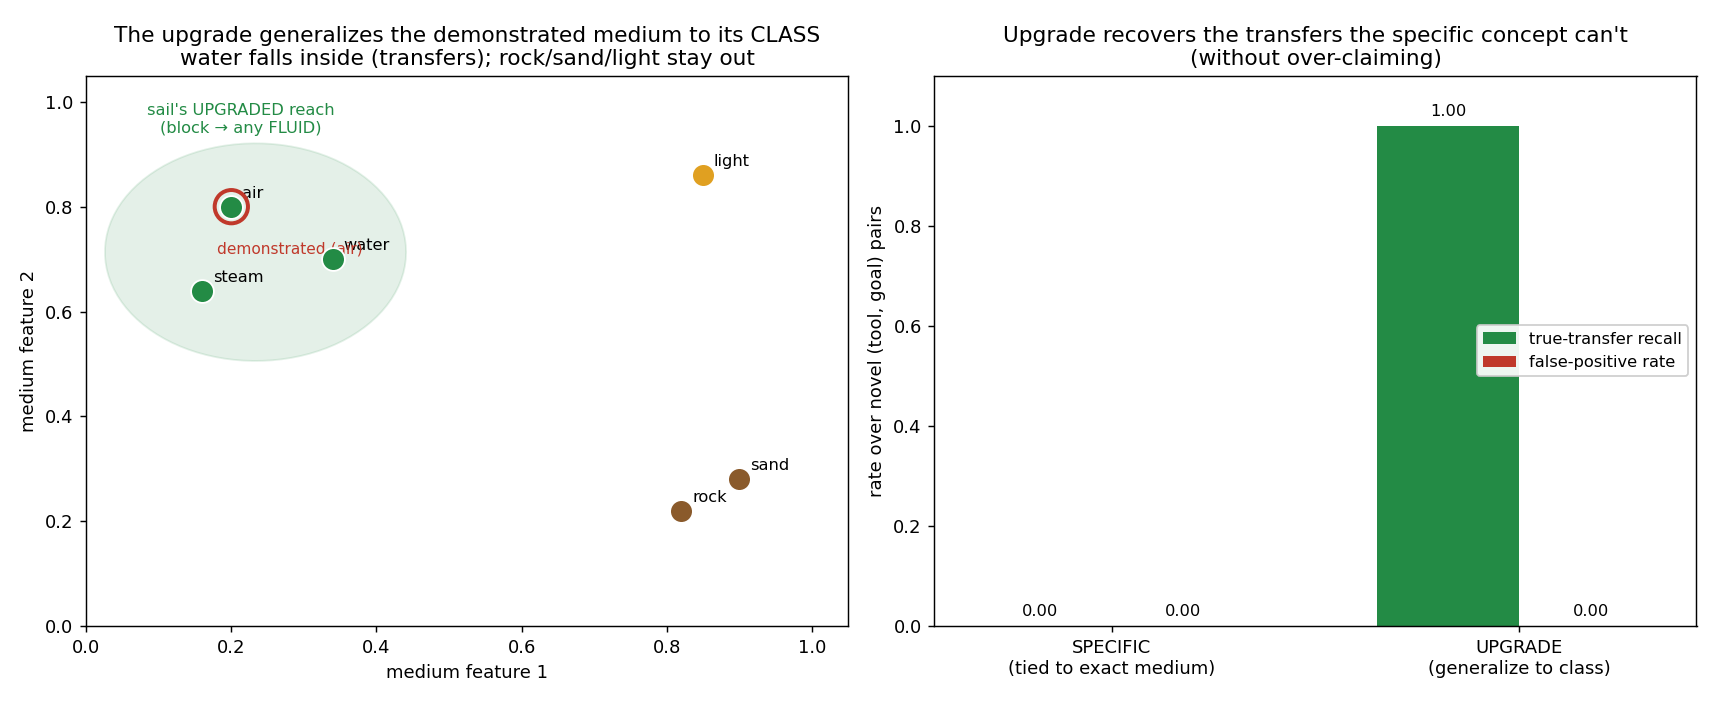 The upgrade generalizes the demonstrated medium to its CLASS
water falls inside (transfers); rock/sand/light stay out
sail's UPGRADED reach
(block → any FLUID)
air
light
demonstrated (air)
water
steam
sand
rock
medium feature 2
0.0
0.2
0.4
0.6
0.8
1.0
0.0
0.2
0.4
0.6
0.8
1.0
medium feature 1
Upgrade recovers the transfers the specific concept can't
(without over-claiming)
1.00
true-transfer recall
false-positive rate
0.00
0.00
0.00
rate over novel (tool, goal) pairs
0.0
0.2
0.4
0.6
0.8
1.0
SPECIFIC
(tied to exact medium)
UPGRADE
(generalize to class)